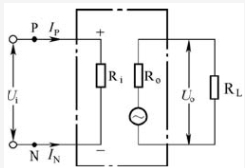 P I_P +
R_i R_o U_o R_L
U_i
N I_N −